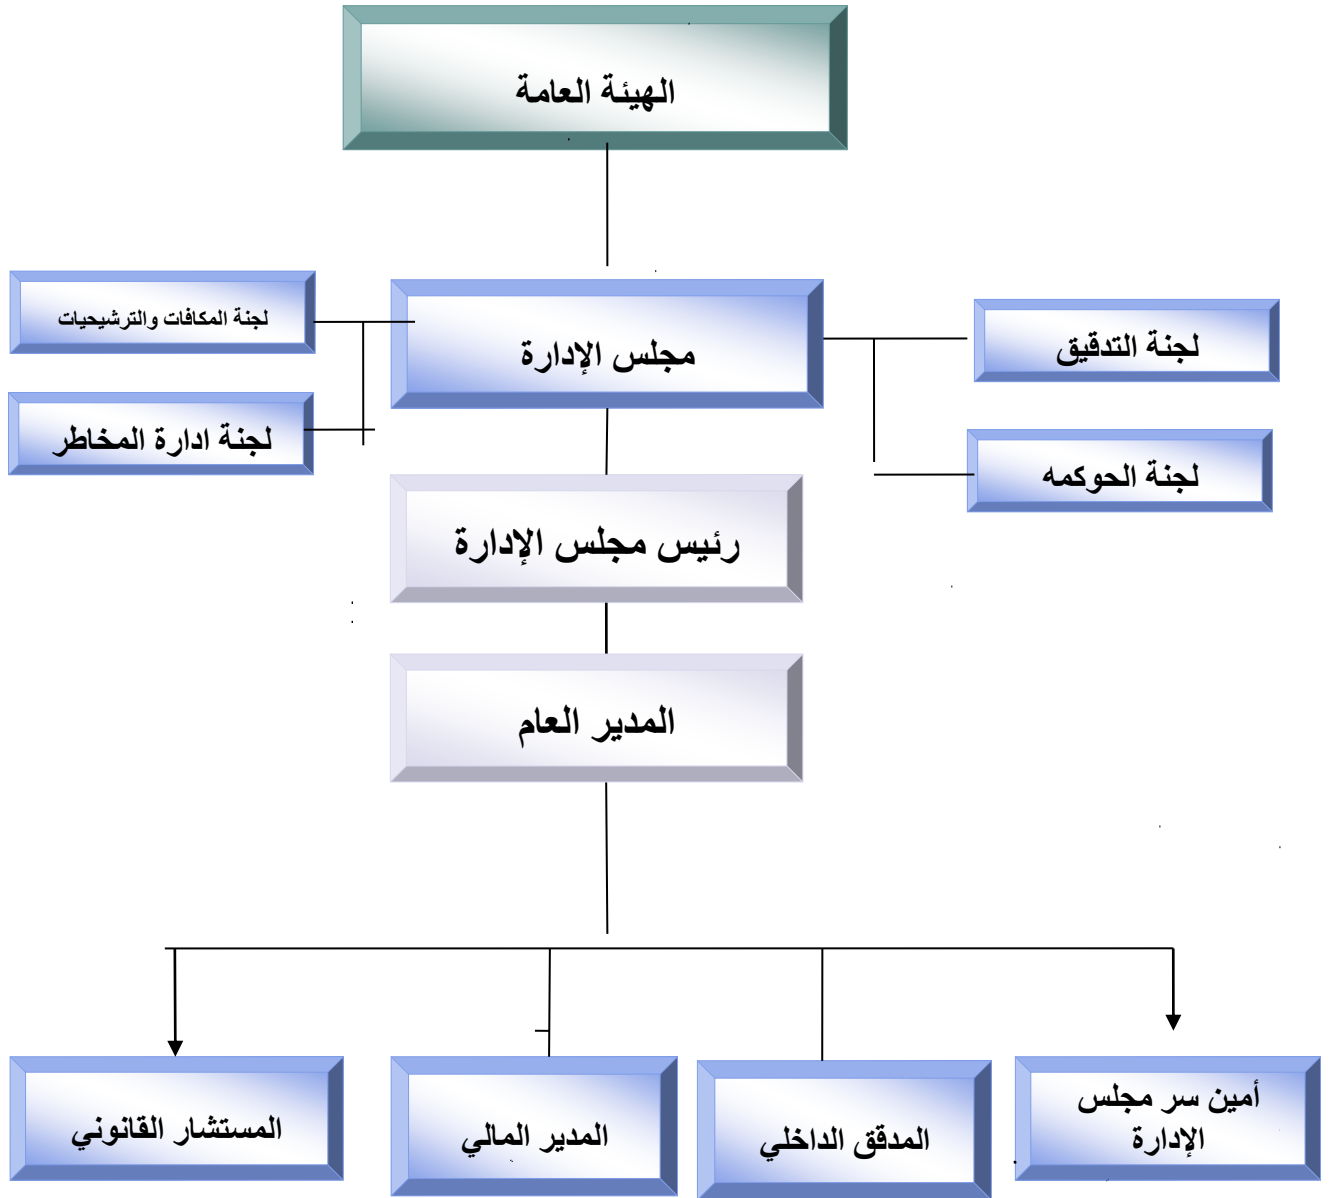 الهيئة العامة
لجنة التدقيق
مجلس الإدارة
لجنة المكافات والترشيحيات
لجنة الحوكمه
لجنة ادارة المخاطر
رئيس مجلس الإدارة
المدير العام
أمين سر مجلس
الإدارة
المدقق الداخلي
المدير المالي
المستشار القانوني